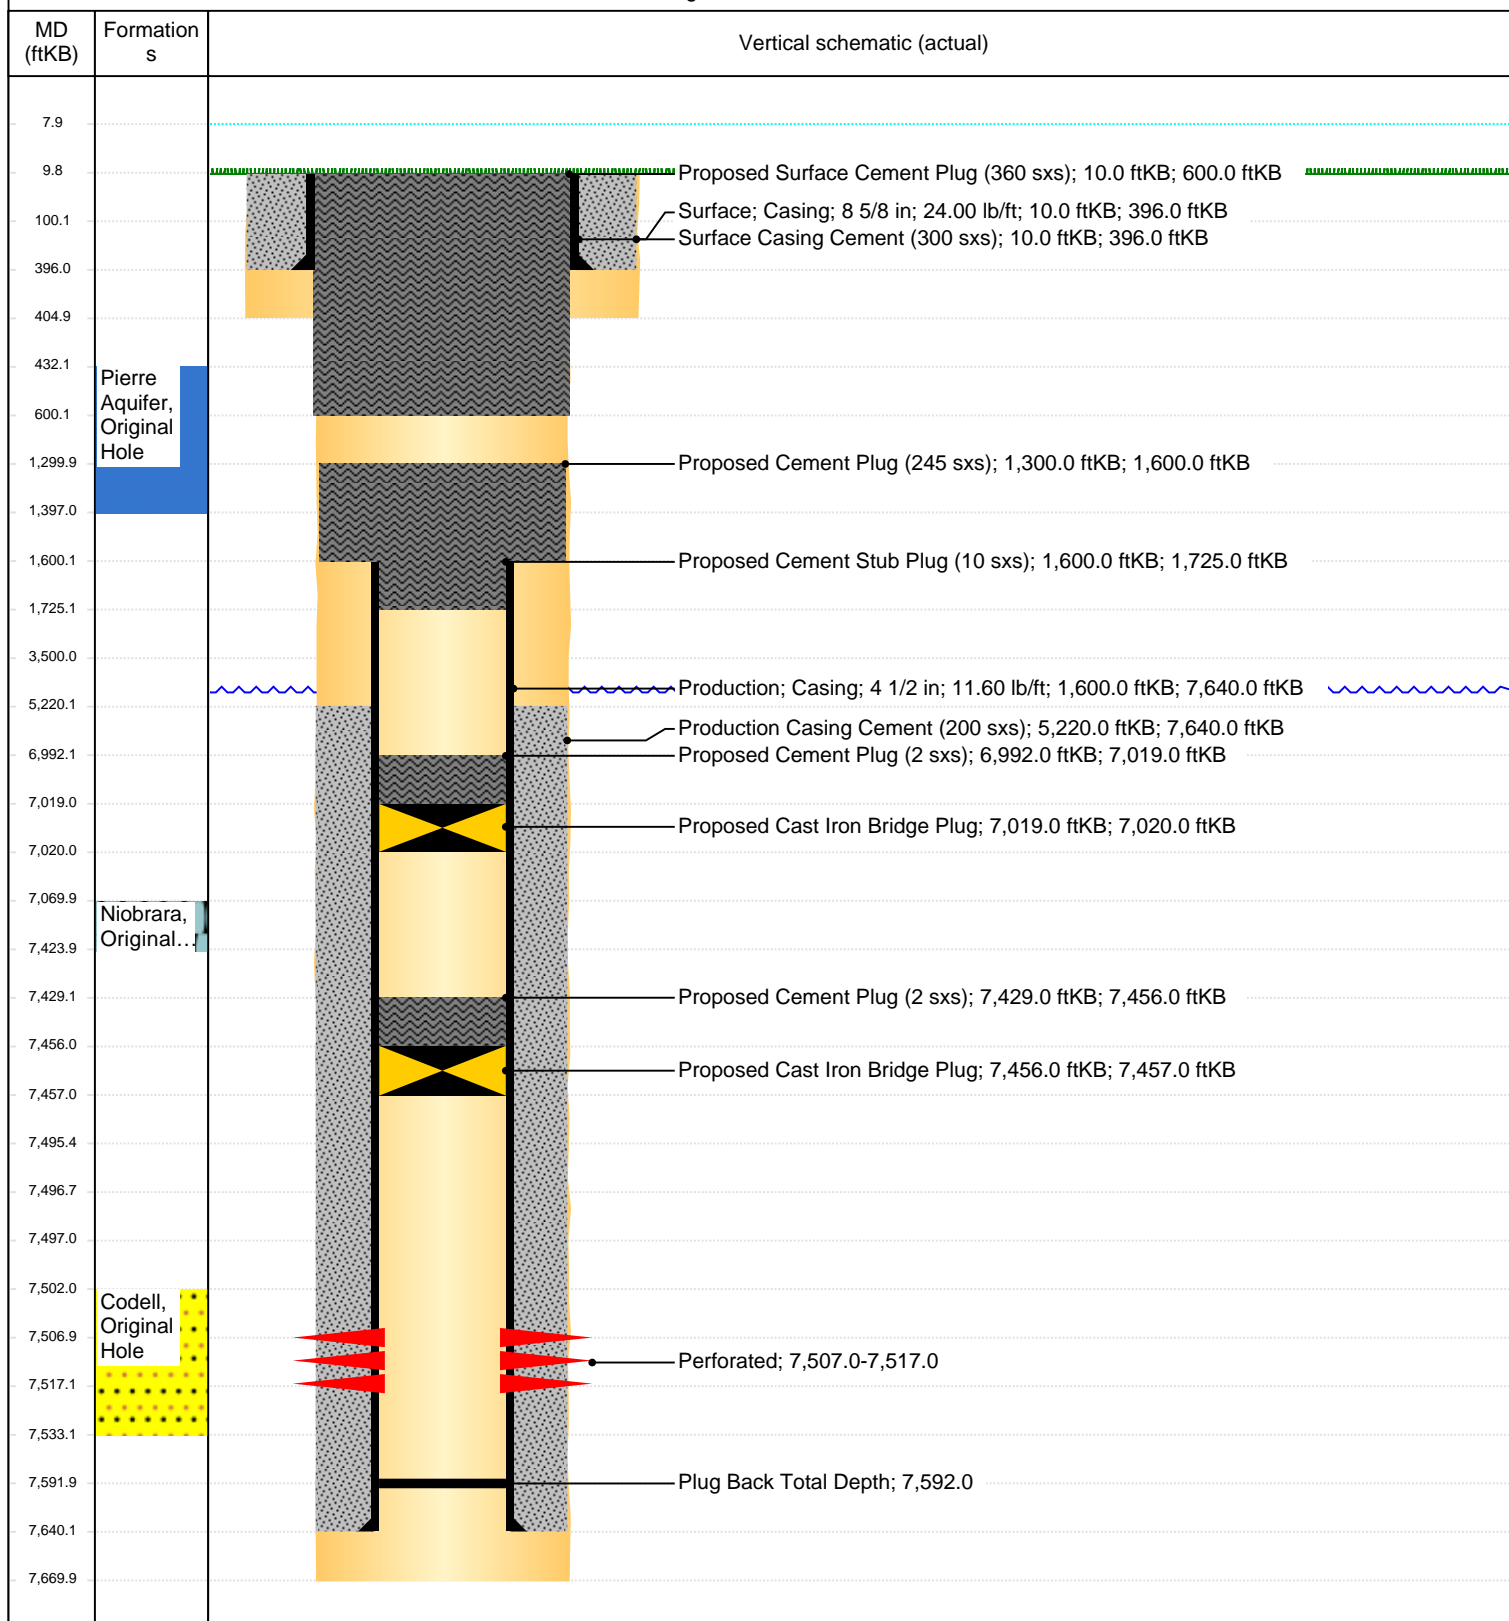 MD
(ftKB)
Formation
s
Vertical schematic (actual)
7.9
9.8
Proposed Surface Cement Plug (360 sxs); 10.0 ftKB; 600.0 ftKB
Surface; Casing; 8 5/8 in; 24.00 lb/ft; 10.0 ftKB; 396.0 ftKB
100.1
Surface Casing Cement (300 sxs); 10.0 ftKB; 396.0 ftKB
396.0
404.9
432.1
Pierre
Aquifer,
Original
Hole
600.1
1,299.9
Proposed Cement Plug (245 sxs); 1,300.0 ftKB; 1,600.0 ftKB
1,397.0
1,600.1
Proposed Cement Stub Plug (10 sxs); 1,600.0 ftKB; 1,725.0 ftKB
1,725.1
3,500.0
Production; Casing; 4 1/2 in; 11.60 lb/ft; 1,600.0 ftKB; 7,640.0 ftKB
5,220.1
Production Casing Cement (200 sxs); 5,220.0 ftKB; 7,640.0 ftKB
6,992.1
Proposed Cement Plug (2 sxs); 6,992.0 ftKB; 7,019.0 ftKB
7,019.0
Proposed Cast Iron Bridge Plug; 7,019.0 ftKB; 7,020.0 ftKB
7,020.0
7,069.9
Niobrara,
Original…
7,423.9
7,429.1
Proposed Cement Plug (2 sxs); 7,429.0 ftKB; 7,456.0 ftKB
7,456.0
Proposed Cast Iron Bridge Plug; 7,456.0 ftKB; 7,457.0 ftKB
7,457.0
7,495.4
7,496.7
7,497.0
7,502.0
Codell,
Original
Hole
7,506.9
Perforated; 7,507.0-7,517.0
7,517.1
7,533.1
7,591.9
Plug Back Total Depth; 7,592.0
7,640.1
7,669.9